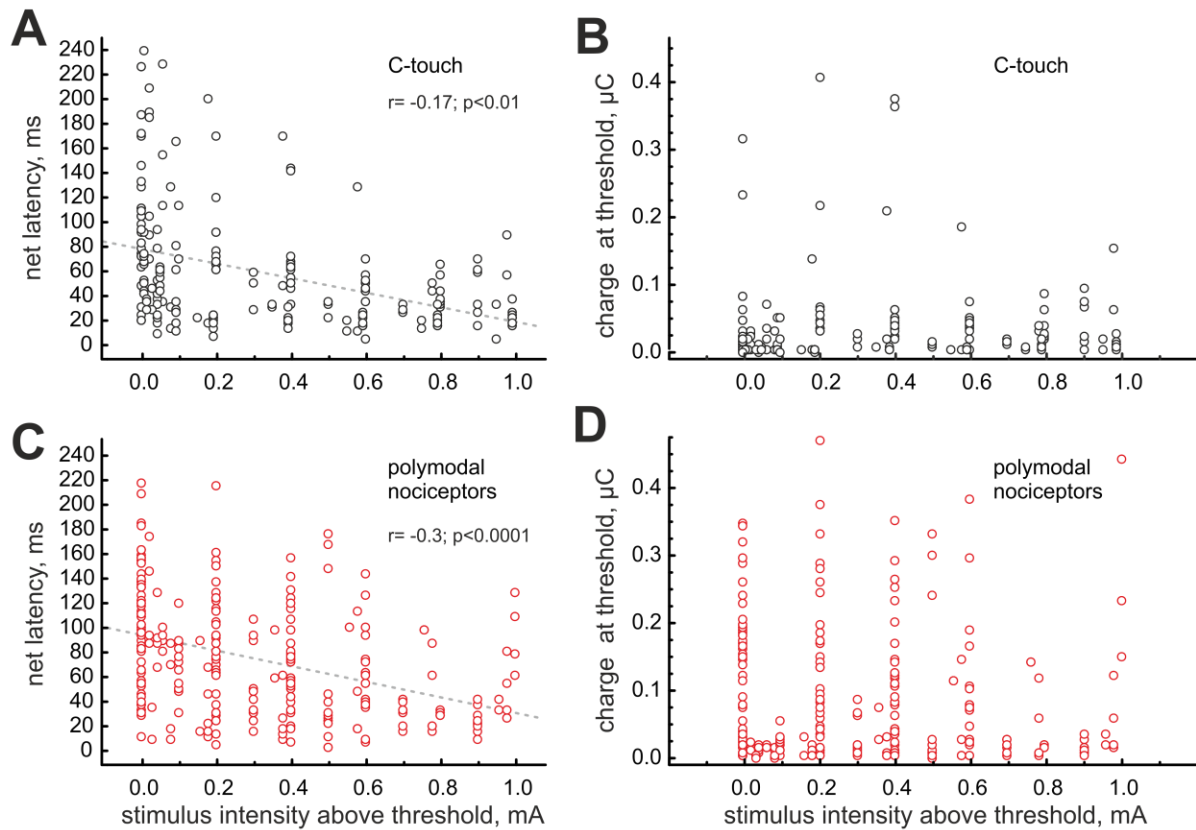 A
net latency, ms
240
220
200
180
160
140
120
100
80
60
40
20
0
C-touch
r= -0.17; p<0.01
0.0 0.2 0.4 0.6 0.8 1.0
B
charge at threshold, µC
0.4
0.3
0.2
0.1
0.0
C-touch
0.0 0.2 0.4 0.6 0.8 1.0
C
net latency, ms
240
220
200
180
160
140
120
100
80
60
40
20
0
polymodal
nociceptors
r= -0.3; p<0.0001
0.0 0.2 0.4 0.6 0.8 1.0
stimulus intensity above threshold, mA
D
charge at threshold, µC
0.4
0.3
0.2
0.1
0.0
polymodal
nociceptors
0.0 0.2 0.4 0.6 0.8 1.0
stimulus intensity above threshold, mA